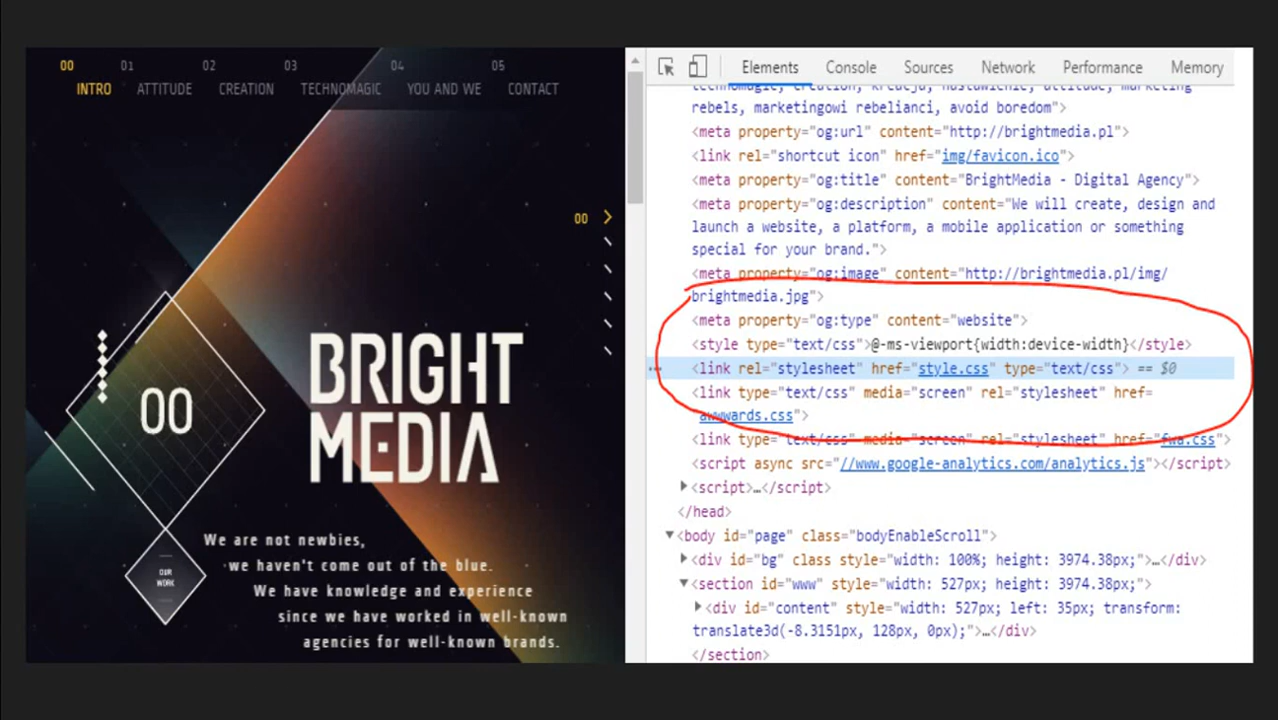 00 01 02 03 04 05
INTRO ATTITUDE CREATION TECHNOMAGIC YOU AND WE CONTACT
00
BRIGHT
MEDIA
00
OUR
WORK
We are not newbies,
we haven't come out of the blue.
We have knowledge and experience
since we have worked in well-known
agencies for well-known brands.
Elements Console Sources Network Performance Memory
technomagic, creation, kreacja, nastawienie, attitude, marketing
rebels, marketingowi rebelianci, avoid boredom">
<meta property="og:url" content="http://brightmedia.pl">
<link rel="shortcut icon" href="img/favicon.ico">
<meta property="og:title" content="BrightMedia - Digital Agency">
<meta property="og:description" content="We will create, design and
launch a website, a platform, a mobile application or something
special for your brand.">
<meta property="og:image" content="http://brightmedia.pl/img/
brightmedia.jpg">
<meta property="og:type" content="website">
<style type="text/css">@-ms-viewport{width:device-width}</style>
<link rel="stylesheet" href="style.css" type="text/css"> == $0
<link type="text/css" media="screen" rel="stylesheet" href=
awwwards.css">
<link type="text/css" media="screen" rel="stylesheet" href="fwa.css">
<script async src="//www.google-analytics.com/analytics.js"></script>
<script>…</script>
</head>
<body id="page" class="bodyEnableScroll">
<div id="bg" class style="width: 100%; height: 3974.38px;">…</div>
<section id="www" style="width: 527px; height: 3974.38px;">
<div id="content" style="width: 527px; left: 35px; transform:
translate3d(-8.3151px, 128px, 0px);">…</div>
</section>